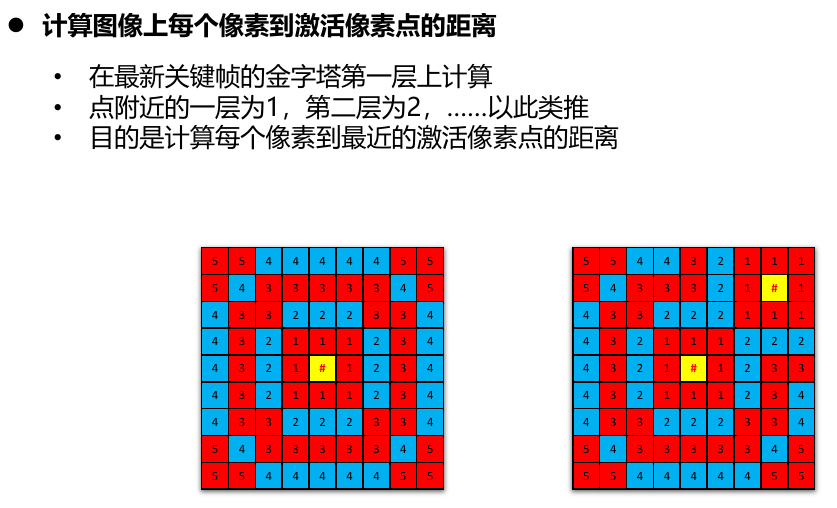 ● 计算图像上每个像素到激活像素点的距离
• 在最新关键帧的金字塔第一层上计算
• 点附近的一层为1，第二层为2，……以此类推
• 目的是计算每个像素到最近的激活像素点的距离
5 5 4 4 4 4 4 5 5
5 4 3 3 3 3 3 4 5
4 3 3 2 2 2 3 3 4
4 3 2 1 1 1 2 3 4
4 3 2 1 # 1 2 3 4
4 3 2 1 1 1 2 3 4
4 3 3 2 2 2 3 3 4
5 4 3 3 3 3 3 4 5
5 5 4 4 4 4 4 5 5
5 5 4 4 3 2 1 1 1
5 4 3 3 3 2 1 # 1
4 3 3 2 2 2 1 1 1
4 3 2 1 1 1 2 2 2
4 3 2 1 # 1 2 3 3
4 3 2 1 1 1 2 3 4
4 3 3 2 2 2 3 3 4
5 4 3 3 3 3 3 4 5
5 5 4 4 4 4 4 5 5